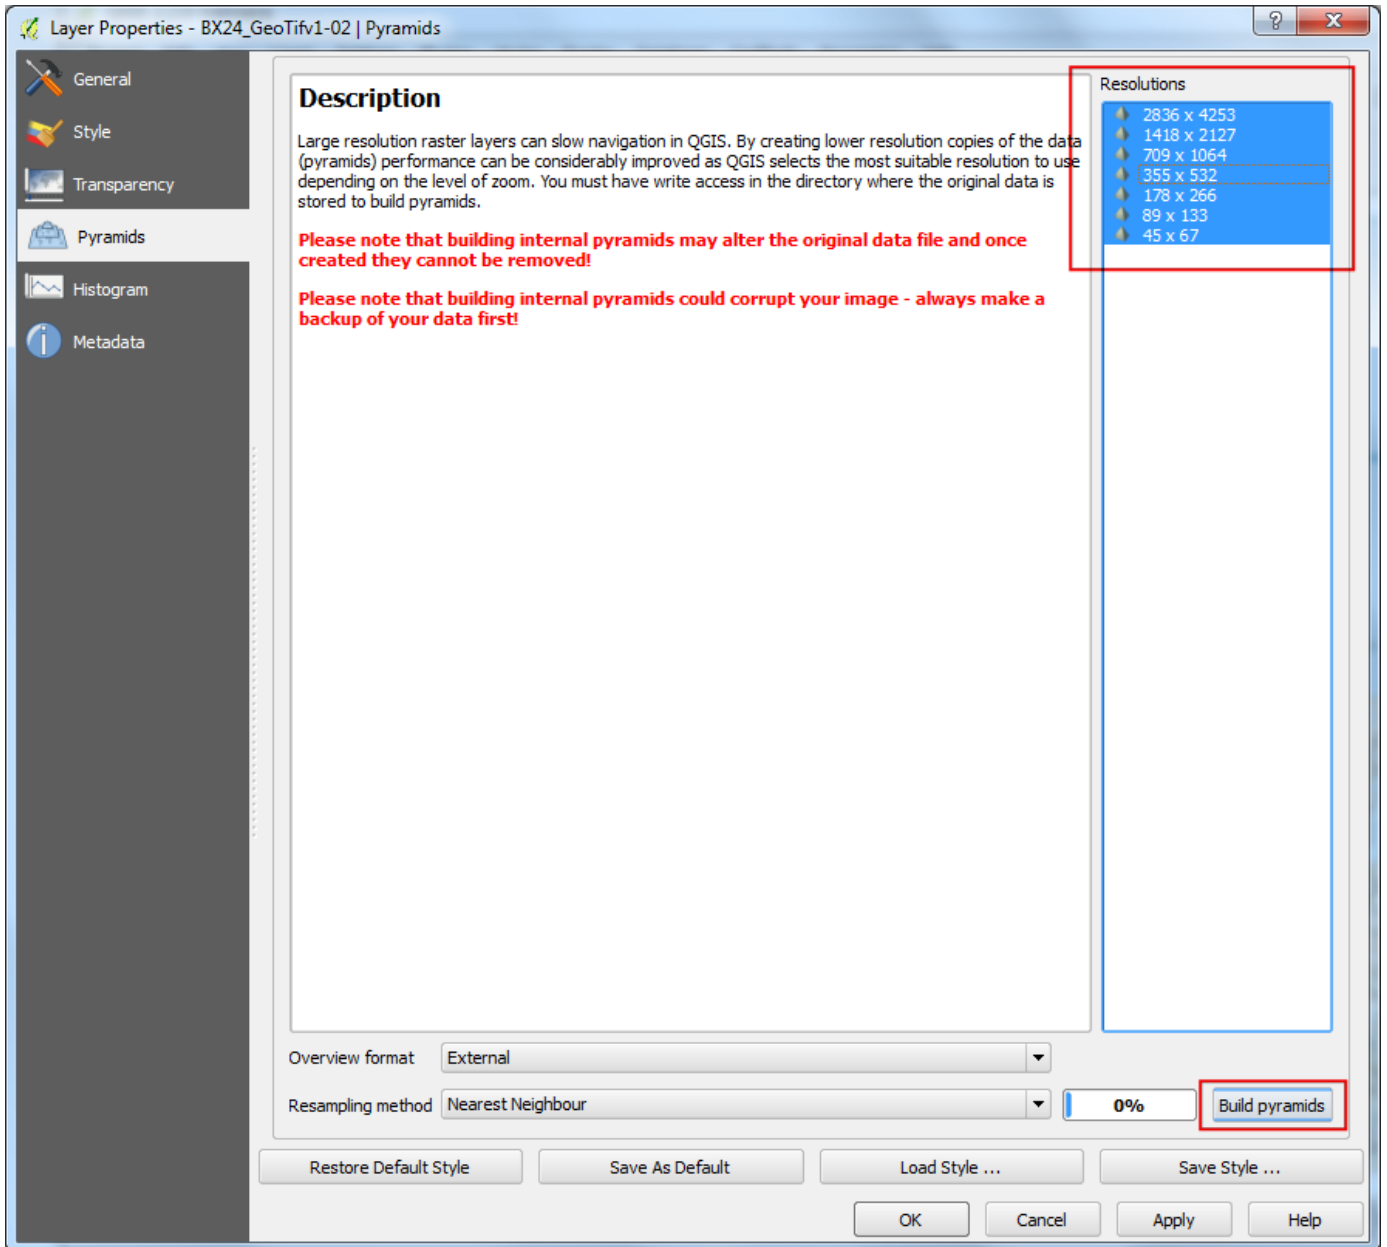 Layer Properties - BX24_GeoTifv1-02 | Pyramids
General
Style
Transparency
Pyramids
Histogram
Metadata
Description
Large resolution raster layers can slow navigation in QGIS. By creating lower resolution copies of the data
(pyramids) performance can be considerably improved as QGIS selects the most suitable resolution to use
depending on the level of zoom. You must have write access in the directory where the original data is
stored to build pyramids.
Please note that building internal pyramids may alter the original data file and once
created they cannot be removed!
Please note that building internal pyramids could corrupt your image - always make a
backup of your data first!
Resolutions
2836 x 4253
1418 x 2127
709 x 1064
355 x 532
178 x 266
89 x 133
45 x 67
Overview format External
Resampling method Nearest Neighbour 0% Build pyramids
Restore Default Style Save As Default Load Style ... Save Style ...
OK Cancel Apply Help